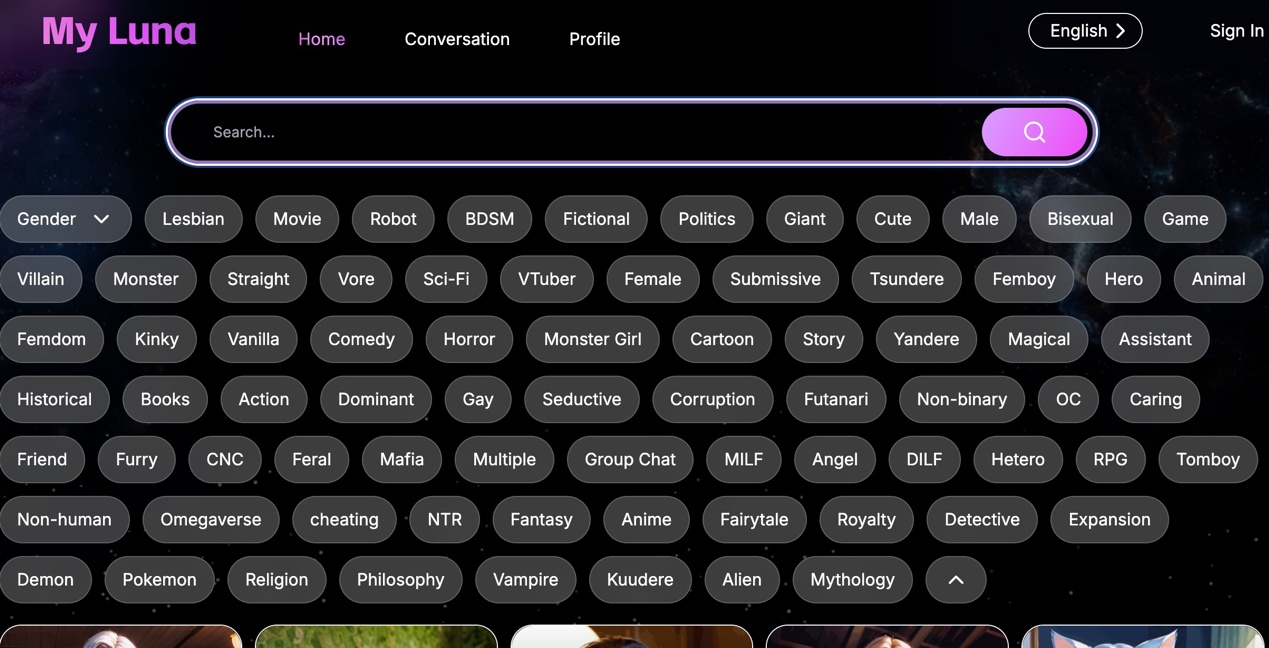 My Luna Home Conversation Profile English Sign In
Search...
Gender Lesbian Movie Robot BDSM Fictional Politics Giant Cute Male Bisexual Game
Villain Monster Straight Vore Sci-Fi VTuber Female Submissive Tsundere Femboy Hero Animal
Femdom Kinky Vanilla Comedy Horror Monster Girl Cartoon Story Yandere Magical Assistant
Historical Books Action Dominant Gay Seductive Corruption Futanari Non-binary OC Caring
Friend Furry CNC Feral Mafia Multiple Group Chat MILF Angel DILF Hetero RPG Tomboy
Non-human Omegaverse cheating NTR Fantasy Anime Fairytale Royalty Detective Expansion
Demon Pokemon Religion Philosophy Vampire Kuudere Alien Mythology